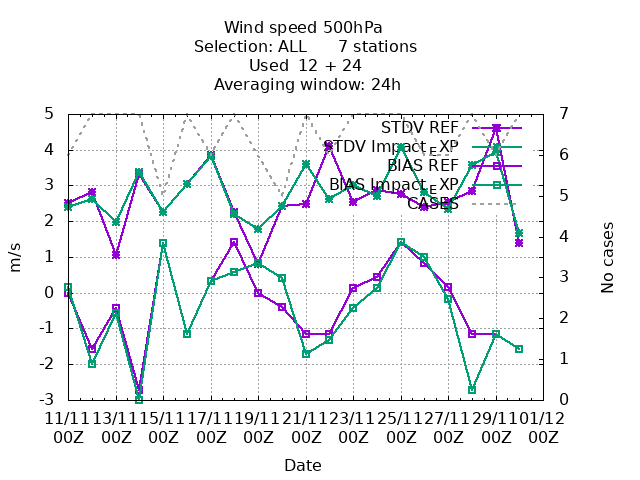 Wind speed 500hPa
Selection: ALL 7 stations
Used 12 + 24
Averaging window: 24h
5
4
3
2
1
0
-1
-2
-3
m/s
7
6
5
4
3
2
1
0
No cases
STDV REF
STDV Impact_EXP
BIAS REF
BIAS Impact_EXP
CASES
11/11 13/11 15/11 17/11 19/11 21/11 23/11 25/11 27/11 29/11 01/12
00Z 00Z 00Z 00Z 00Z 00Z 00Z 00Z 00Z 00Z 00Z
Date